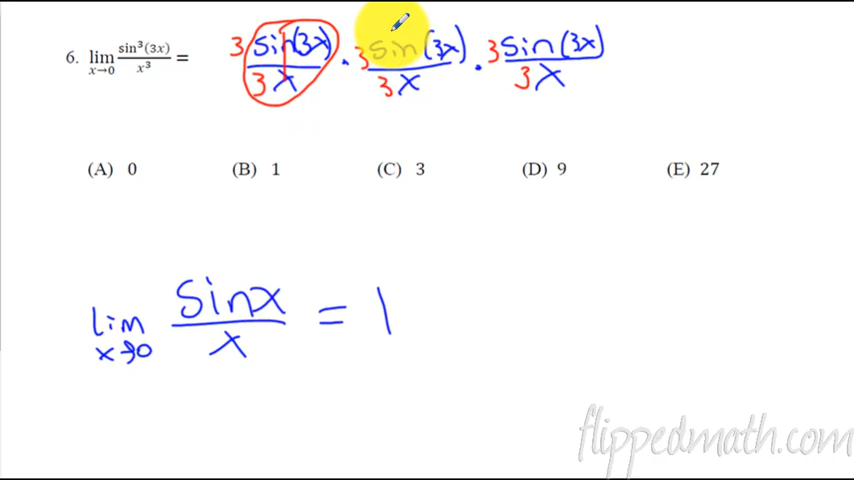 6. lim x→0 sin³(3x)/x³ = 3 sin(3x)/3x · 3 sin(3x)/3x · 3 sin(3x)/3x
(A) 0 (B) 1 (C) 3 (D) 9 (E) 27
lim x→0 sinx/x = 1
flippedmath.com